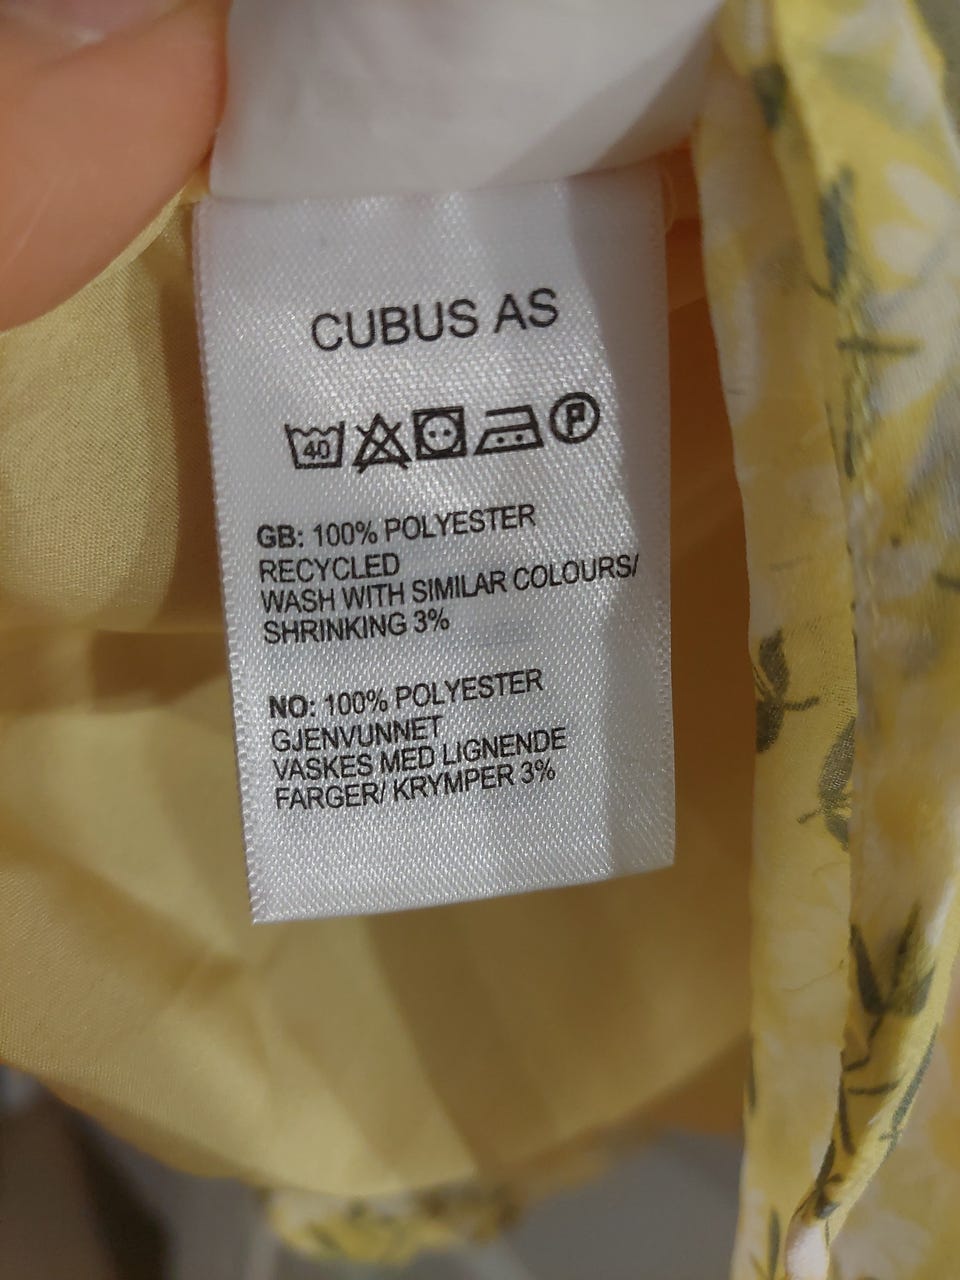 CUBUS AS
40 P
GB: 100% POLYESTER
RECYCLED
WASH WITH SIMILAR COLOURS/
SHRINKING 3%
NO: 100% POLYESTER
GJENVUNNET
VASKES MED LIGNENDE
FARGER/ KRYMPER 3%